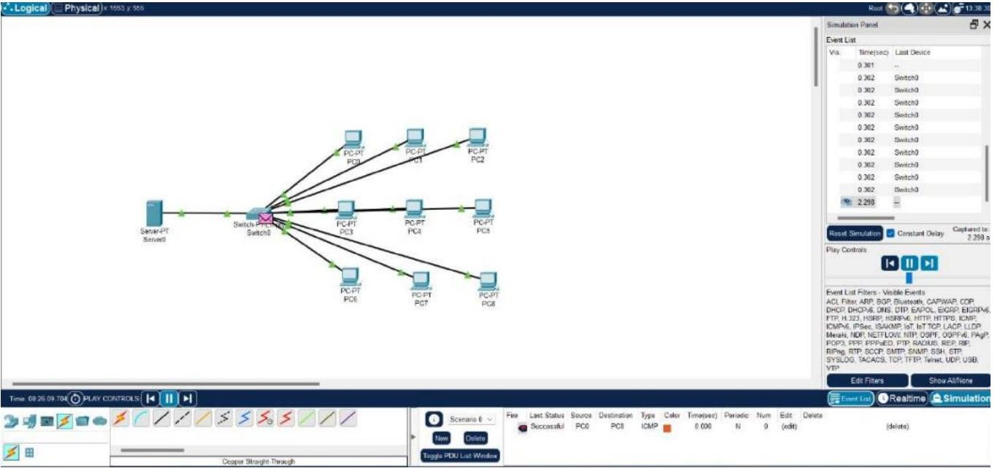 Logical Physical x 1553 y 555
Root 13:38:30
PC-PT
PC0
PC-PT
PC1
PC-PT
PC2
Server-PT
Server0
Switch0
PC-PT
PC3
PC-PT
PC4
PC-PT
PC5
PC-PT
PC6
PC-PT
PC7
PC-PT
PC8
Simulation Panel
Event List
Vis. Time(sec) Last Device
0.301 --
0.302 Switch0
0.302 Switch0
0.302 Switch0
0.302 Switch0
0.302 Switch0
0.302 Switch0
0.302 Switch0
0.302 Switch0
0.302 Switch0
0.302 Switch0
2.298 --
Reset Simulation Constant Delay Captured to:
2.298 s
Play Controls
Event List Filters - Visible Events
ACL Filter, ARP, BGP, Bluetooth, CAPWAP, CDP,
DHCP, DHCPv6, DNS, DTP, EAPOL, EIGRP, EIGRPv6,
FTP, H.323, HSRP, HSRPv6, HTTP, HTTPS, ICMP,
ICMPv6, IPSec, ISAKMP, IoT, IoT TCP, LACP, LLDP,
Meraki, NDP, NETFLOW, NTP, OSPF, OSPFv6, PAgP,
POP3, PPP, PPPoED, PTP, RADIUS, REP, RIP,
RIPng, RTP, SCCP, SMTP, SNMP, SSH, STP,
SYSLOG, TACACS, TCP, TFTP, Telnet, UDP, USB,
VTP
Edit Filters Show All/None
Time: 00:26:09.704 PLAY CONTROLS:
Event List Realtime Simulation
Scenario 0
New Delete
Toggle PDU List Window
Fire Last Status Source Destination Type Color Time(sec) Periodic Num Edit Delete
Successful PC0 PC8 ICMP 0.000 N 0 (edit) (delete)
Copper Straight-Through